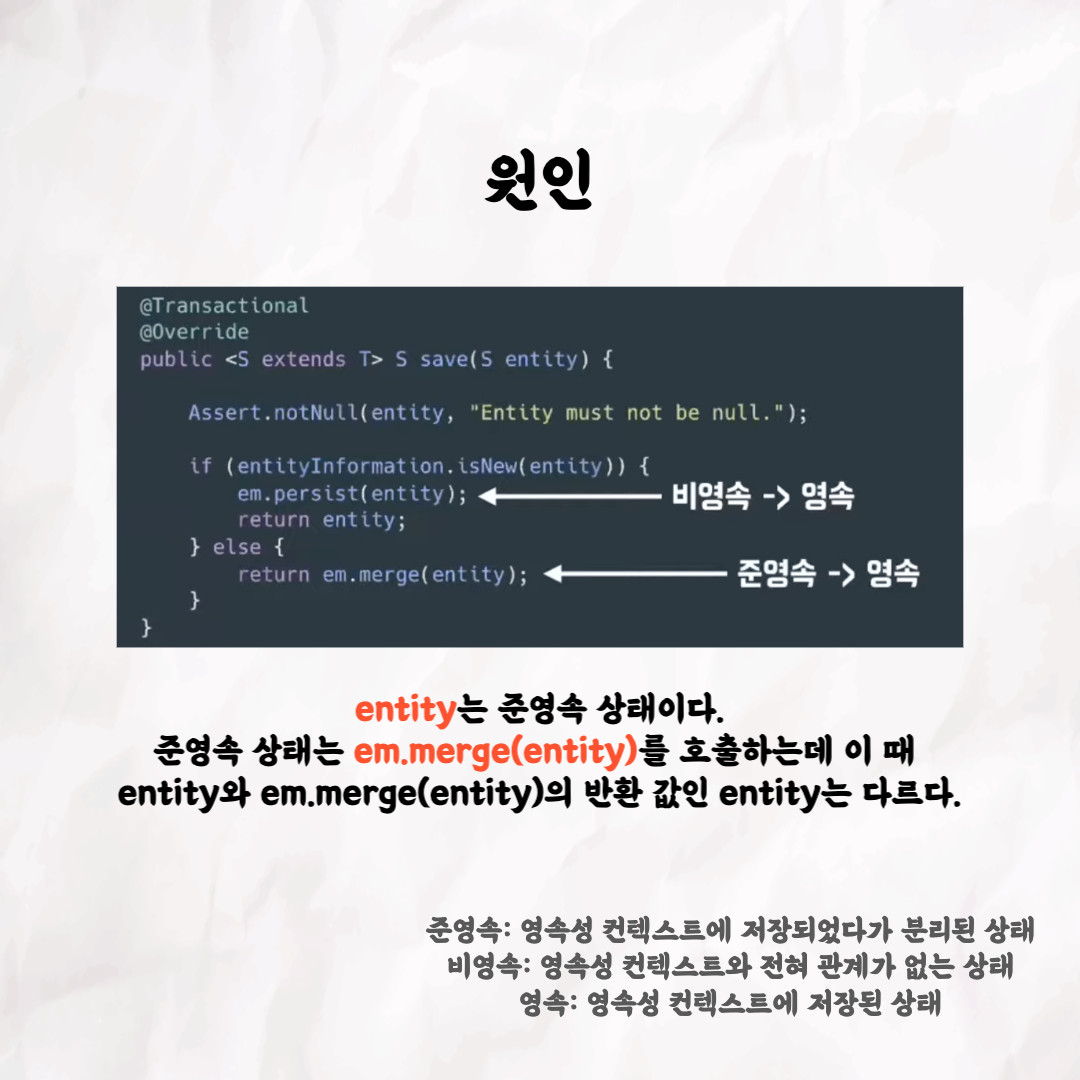 원인
@Transactional
@Override
public <S extends T> S save(S entity) {
Assert.notNull(entity, "Entity must not be null.");
if (entityInformation.isNew(entity)) {
em.persist(entity); 비영속 -> 영속
return entity;
} else {
return em.merge(entity); 준영속 -> 영속
}
}
entity는 준영속 상태이다.
준영속 상태는 em.merge(entity)를 호출하는데 이 때
entity와 em.merge(entity)의 반환 값인 entity는 다르다.
준영속: 영속성 컨텍스트에 저장되었다가 분리된 상태
비영속: 영속성 컨텍스트와 전혀 관계가 없는 상태
영속: 영속성 컨텍스트에 저장된 상태